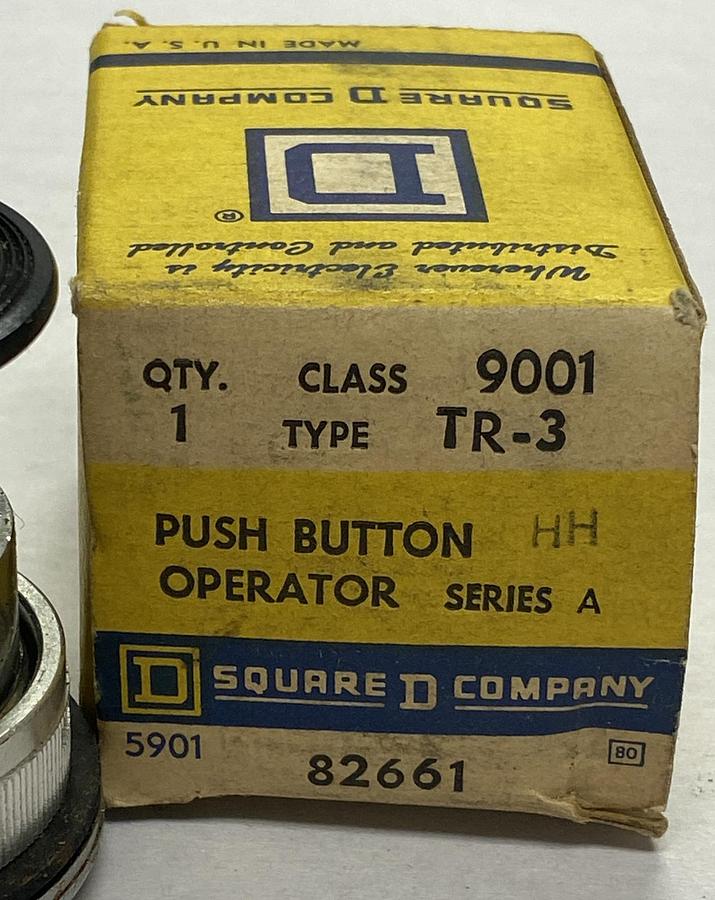 MADE IN U. S. A.
SQUARE D COMPANY
D
®
Wherever Electricity is
Distributed and Controlled
QTY. CLASS 9001
1 TYPE TR-3
PUSH BUTTON HH
OPERATOR SERIES A
D SQUARE D COMPANY
5901 80
82661